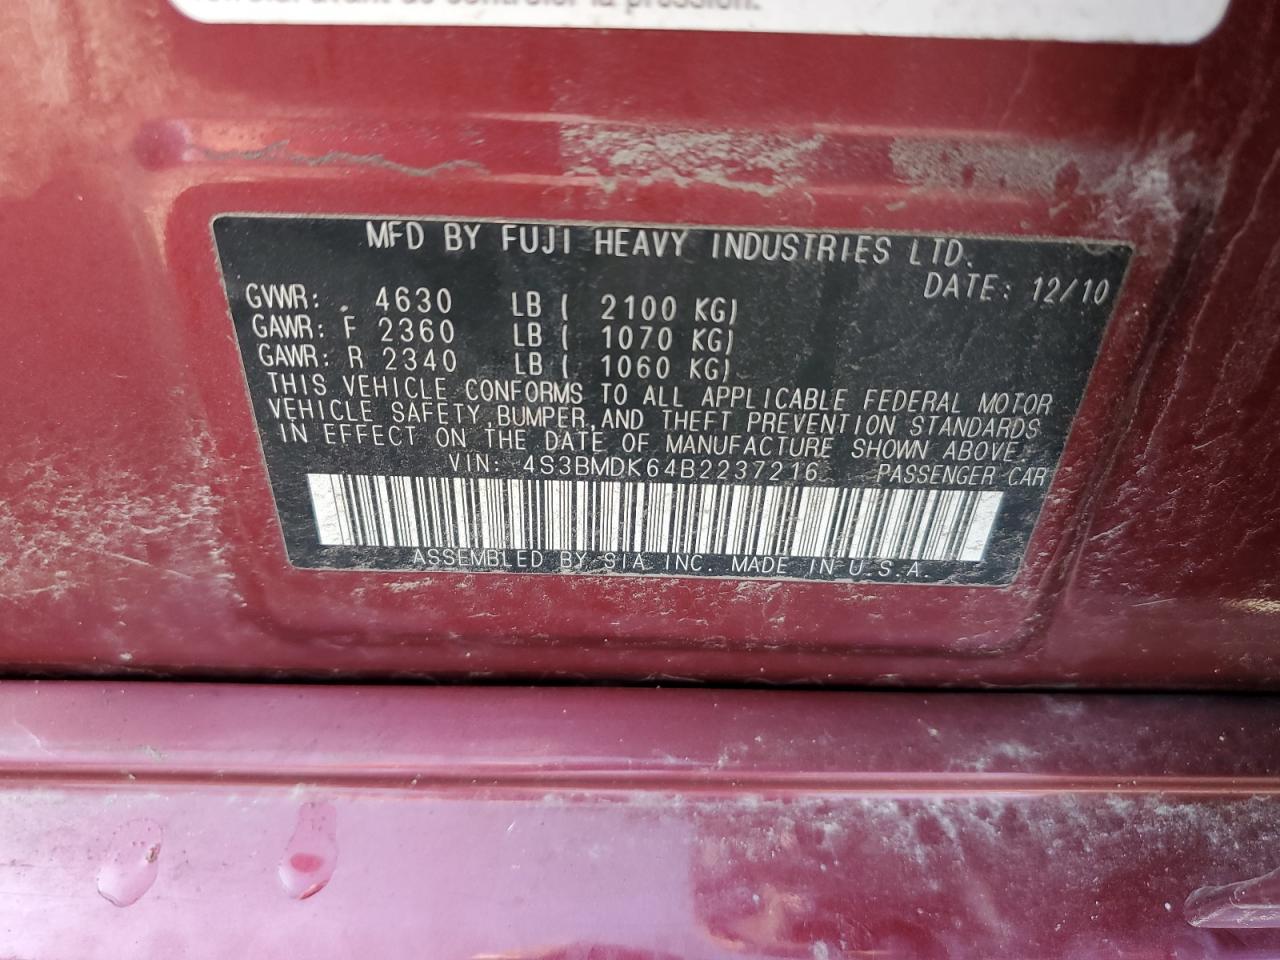 MFD BY FUJI HEAVY INDUSTRIES LTD.
DATE: 12/10
GVWR: 4630 LB ( 2100 KG)
GAWR: F 2360 LB ( 1070 KG)
GAWR: R 2340 LB ( 1060 KG)
THIS VEHICLE CONFORMS TO ALL APPLICABLE FEDERAL MOTOR
VEHICLE SAFETY, BUMPER, AND THEFT PREVENTION STANDARDS
IN EFFECT ON THE DATE OF MANUFACTURE SHOWN ABOVE.
VIN: 4S3BMDK64B2237216 PASSENGER CAR
ASSEMBLED BY SIA INC. MADE IN U.S.A.